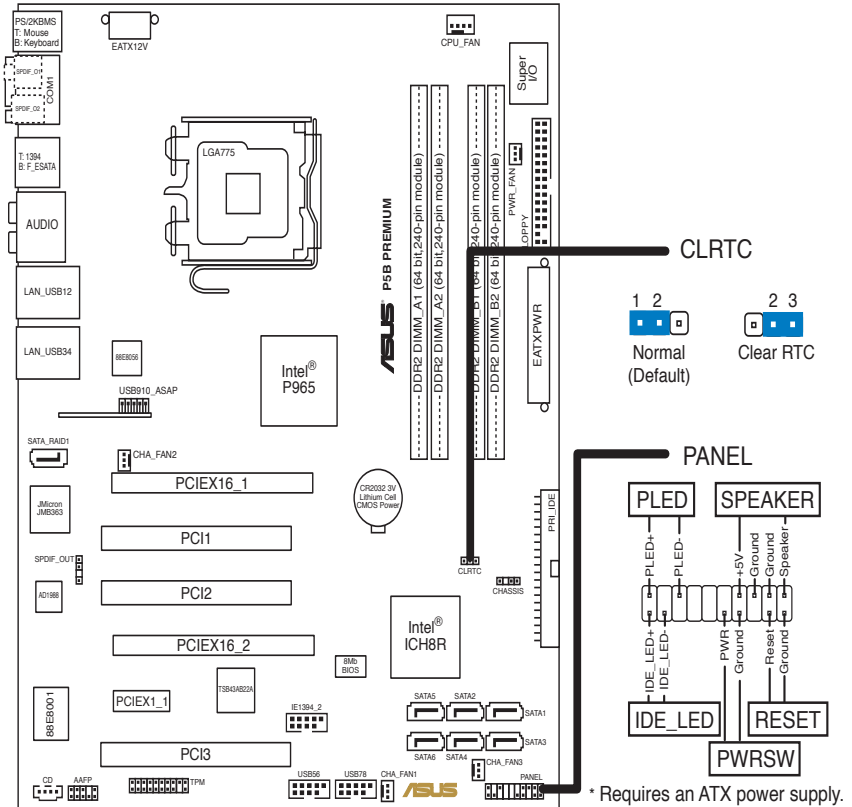 PS/2KBMS
T: Mouse
B: Keyboard
EATX12V
CPU_FAN
SPDIF_O1
COM1
SPDIF_O2
Super
I/O
T: 1394
B: F_ESATA
LGA775
AUDIO
LAN_USB12
LAN_USB34
88E8056
USB910_ASAP
Intel®
P965
ASUS® P5B PREMIUM
DDR2 DIMM_A1 (64 bit,240-pin module)
DDR2 DIMM_A2 (64 bit,240-pin module)
DDR2 DIMM_B1 (64 bit,240-pin module)
DDR2 DIMM_B2 (64 bit,240-pin module)
PWR_FAN
LOPPY
EATXPWR
CLRTC
1 2
Normal
(Default)
2 3
Clear RTC
SATA_RAID1
CHA_FAN2
PCIEX16_1
JMicron
JMB363
CR2032 3V
Lithium Cell
CMOS Power
PRI_IDE
PCI1
SPDIF_OUT
CLRTC
CHASSIS
AD1988
PCI2
Intel®
ICH8R
PCIEX16_2
8Mb
BIOS
TSB43AB22A
PCIEX1_1
88E8001
IE1394_2
SATA5
SATA2
SATA1
SATA6
SATA4
SATA3
PCI3
CHA_FAN3
CD
AAFP
TPM
USB56
USB78
CHA_FAN1
ASUS
PANEL
PANEL
PLED
SPEAKER
PLED+
PLED-
+5V
Ground
Ground
Speaker
IDE_LED+
IDE_LED-
PWR
Ground
Reset
Ground
IDE_LED
RESET
PWRSW
* Requires an ATX power supply.